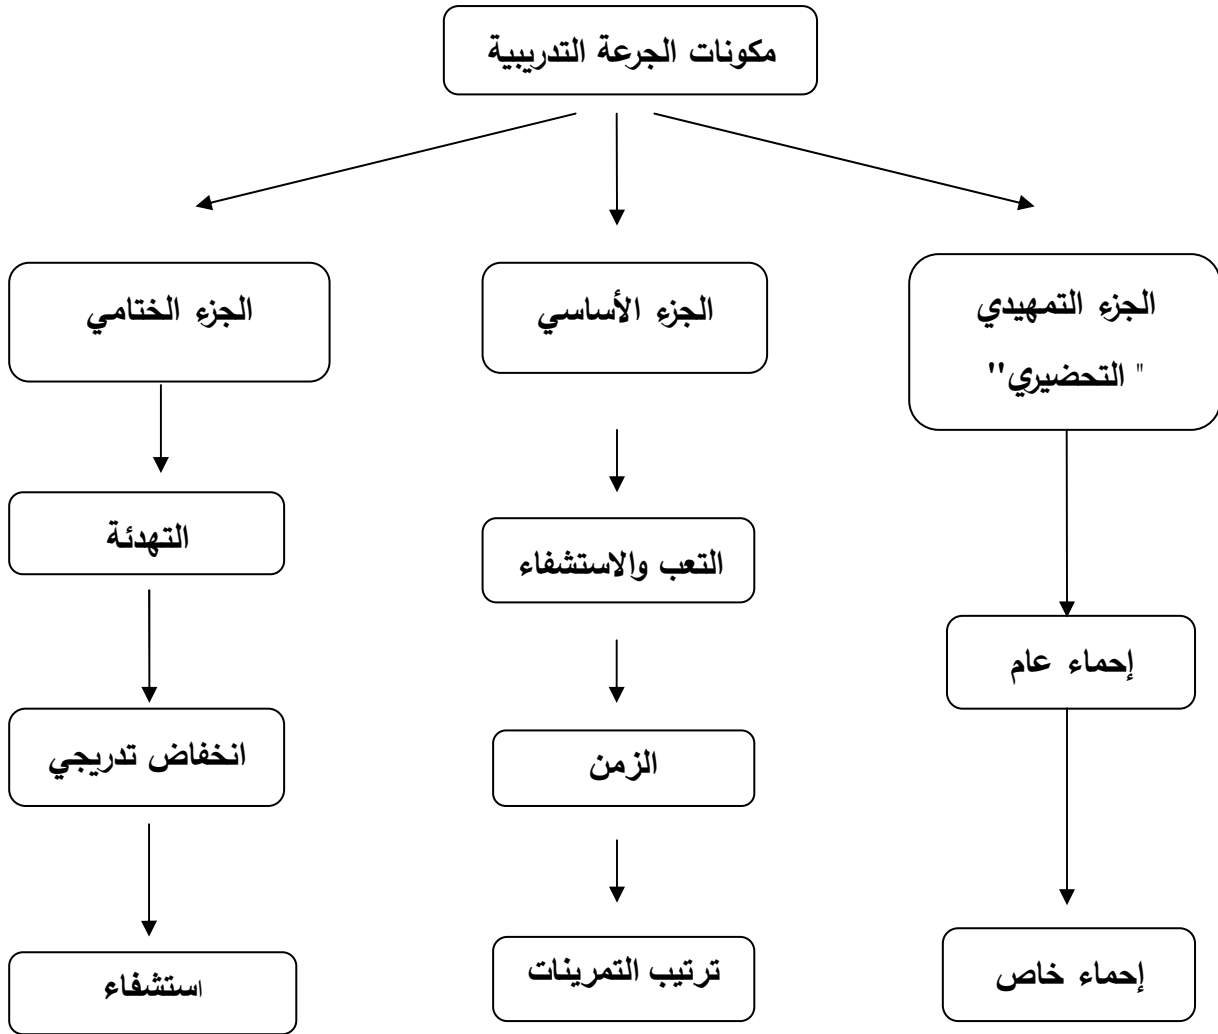 مكونات الجرعة التدريبية
الجزء التمهيدي
" التحضيري"
الجزء الأساسي
الجزء الختامي
إحماء عام
إحماء خاص
التعب والاستشفاء
الزمن
ترتيب التمرينات
التهدئة
انخفاض تدريجي
استشفاء